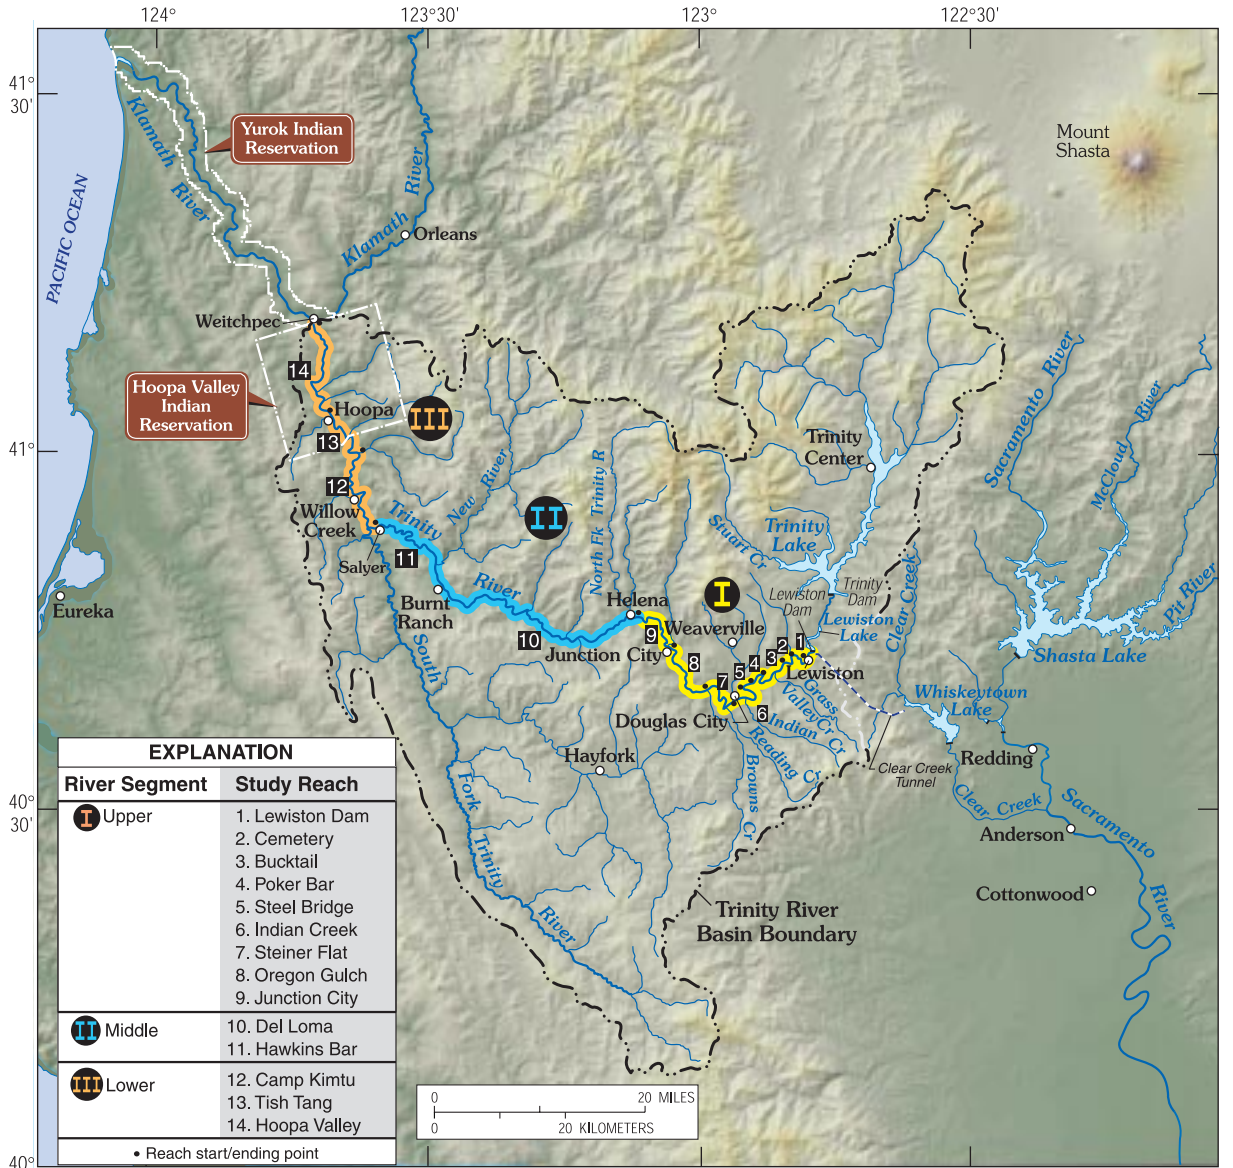 124°
123°30'
123°
122°30'
41°
30'
41°
40°
30'
40°
PACIFIC OCEAN
Klamath
River
Yurok Indian
Reservation
Klamath
River
Orleans
Mount
Shasta
Weitchpec
14
Hoopa Valley
Indian
Reservation
Hoopa
III
13
12
Willow
Creek
Salyer
Trinity
New River
11
II
River
Burnt
Ranch
10
North Fk Trinity R
Helena
9
Junction City
8
Weaverville
I
Stuart Cr
Trinity
Center
Trinity
Lake
Trinity
Dam
Lewiston
Dam
Lewiston
Lake
Clear Creek
Sacramento River
McCloud River
Pit River
Shasta Lake
1
2
3
4
5
7
6
Lewiston
Douglas City
Grass
Valley Cr
Indian Cr
Reading Cr
Browns Cr
Whiskeytown
Lake
Clear Creek
Tunnel
Redding
Clear Creek
Anderson
Sacramento
River
Cottonwood
Eureka
Hayfork
South
Fork
Trinity
River
Trinity River
Basin Boundary
EXPLANATION
River Segment Study Reach
I Upper
1. Lewiston Dam
2. Cemetery
3. Bucktail
4. Poker Bar
5. Steel Bridge
6. Indian Creek
7. Steiner Flat
8. Oregon Gulch
9. Junction City
II Middle
10. Del Loma
11. Hawkins Bar
III Lower
12. Camp Kimtu
13. Tish Tang
14. Hoopa Valley
• Reach start/ending point
0 20 MILES
0 20 KILOMETERS